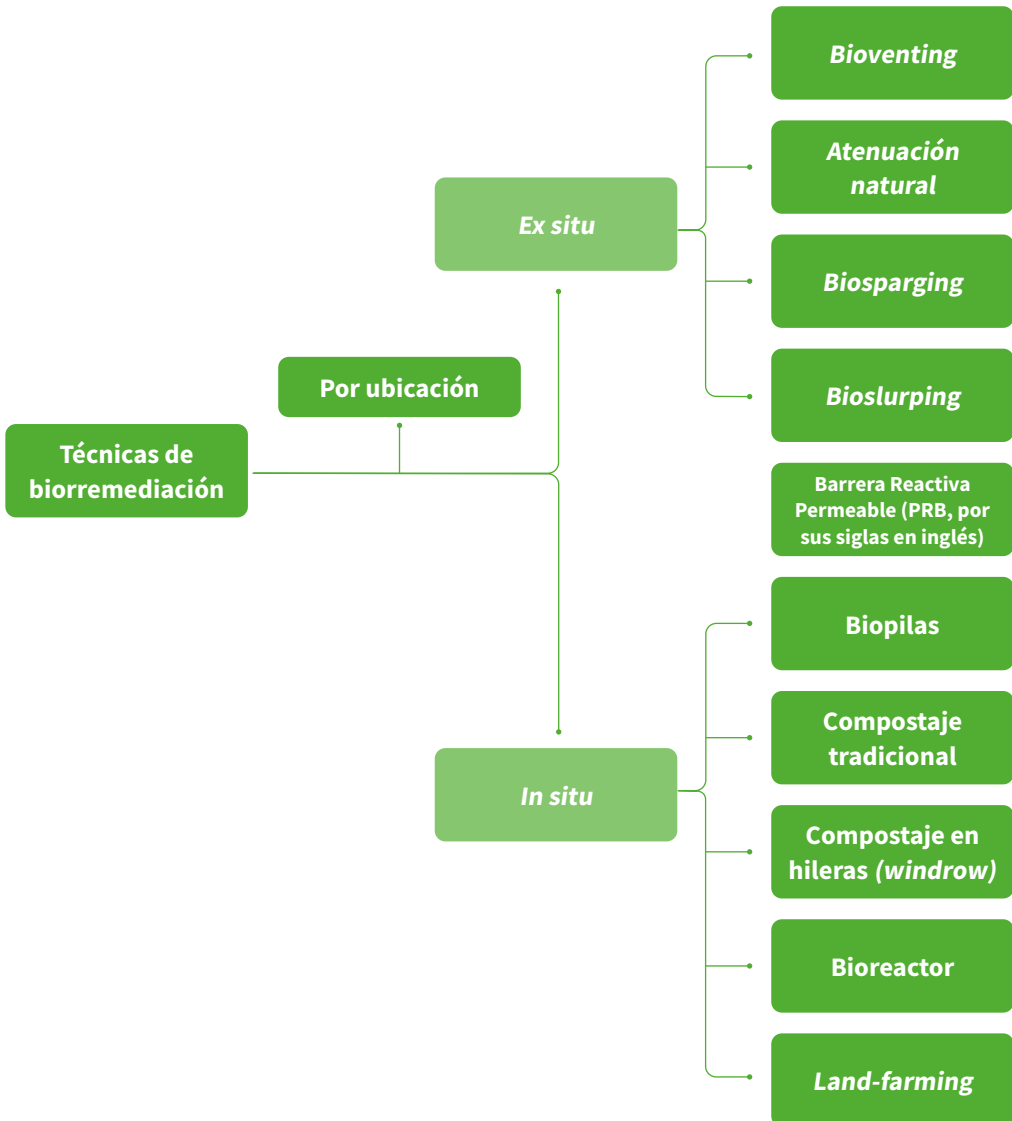 Técnicas de
biorremediación
Por ubicación
Ex situ
Bioventing
Atenuación
natural
Biosparging
Bioslurping
Barrera Reactiva
Permeable (PRB, por
sus siglas en inglés)
In situ
Biopilas
Compostaje
tradicional
Compostaje en
hileras (windrow)
Bioreactor
Land-farming